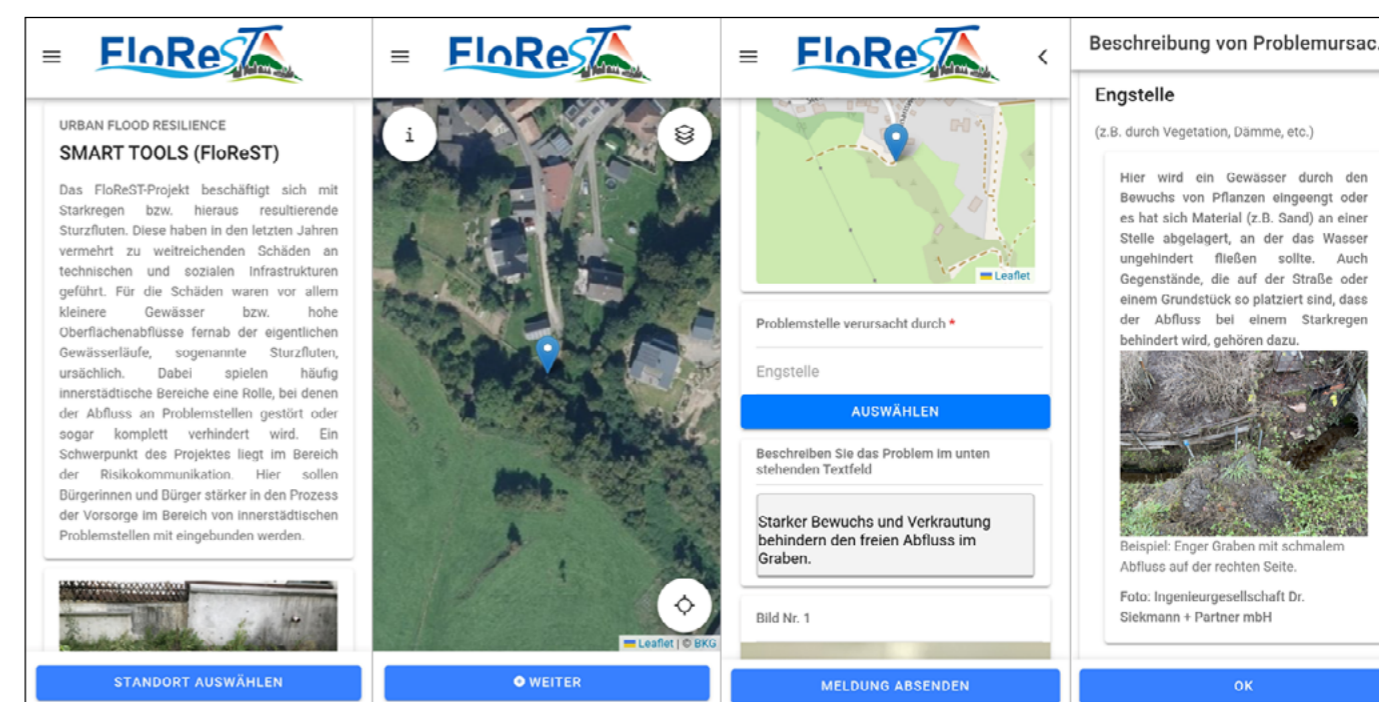 FloReST
URBAN FLOOD RESILIENCE
SMART TOOLS (FloReST)
Das FloReST-Projekt beschäftigt sich mit
Starkregen bzw. hieraus resultierende
Sturzfluten. Diese haben in den letzten Jahren
vermehrt zu weitreichenden Schäden an
technischen und sozialen Infrastrukturen
geführt. Für die Schäden waren vor allem
kleinere Gewässer bzw. hohe
Oberflächenabflüsse fernab der eigentlichen
Gewässerläufe, sogenannte Sturzfluten,
ursächlich. Dabei spielen häufig
innerstädtische Bereiche eine Rolle, bei denen
der Abfluss an Problemstellen gestört oder
sogar komplett verhindert wird. Ein
Schwerpunkt des Projektes liegt im Bereich
der Risikokommunikation. Hier sollen
Bürgerinnen und Bürger stärker in den Prozess
der Vorsorge im Bereich von innerstädtischen
Problemstellen mit eingebunden werden.
STANDORT AUSWÄHLEN
FloReST
i
Leaflet | © BKG
WEITER
FloReST
Leaflet
Problemstelle verursacht durch *
Engstelle
AUSWÄHLEN
Beschreiben Sie das Problem im unten
stehenden Textfeld
Starker Bewuchs und Verkrautung
behindern den freien Abfluss im
Graben.
Bild Nr. 1
MELDUNG ABSENDEN
Beschreibung von Problemursac.
Engstelle
(z.B. durch Vegetation, Dämme, etc.)
Hier wird ein Gewässer durch den
Bewuchs von Pflanzen eingeengt oder
es hat sich Material (z.B. Sand) an einer
Stelle abgelagert, an der das Wasser
ungehindert fließen sollte. Auch
Gegenstände, die auf der Straße oder
einem Grundstück so platziert sind, dass
der Abfluss bei einem Starkregen
behindert wird, gehören dazu.
Beispiel: Enger Graben mit schmalem
Abfluss auf der rechten Seite.
Foto: Ingenieurgesellschaft Dr.
Siekmann + Partner mbH
OK